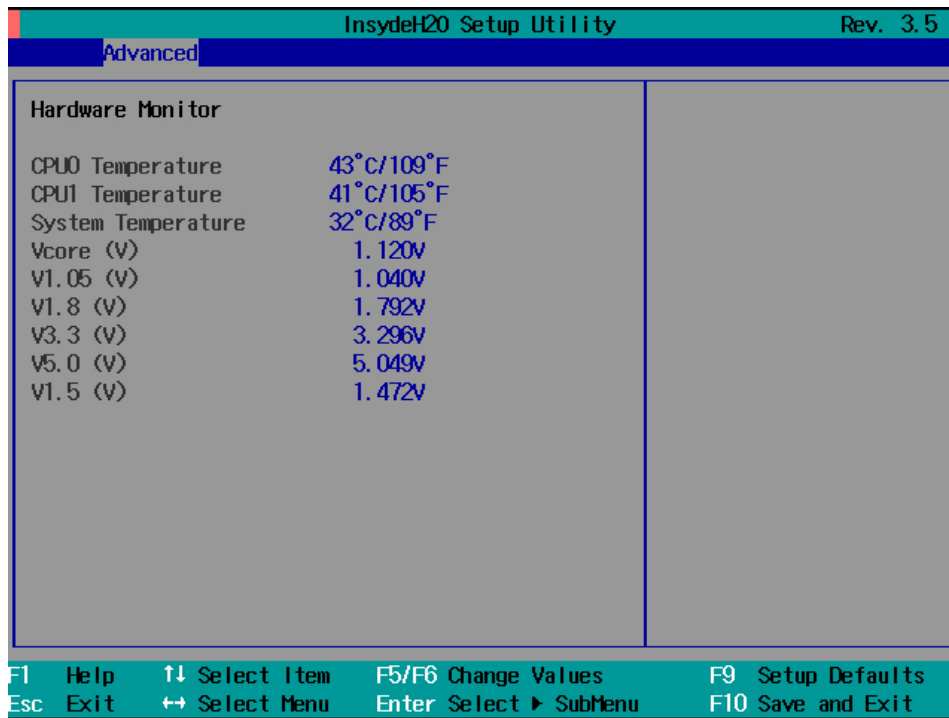 InsydeH2O Setup Utility Rev. 3.5
Advanced
Hardware Monitor
CPU0 Temperature 43°C/109°F
CPU1 Temperature 41°C/105°F
System Temperature 32°C/89°F
Vcore (V) 1.120V
V1.05 (V) 1.040V
V1.8 (V) 1.792V
V3.3 (V) 3.296V
V5.0 (V) 5.049V
V1.5 (V) 1.472V
F1 Help ↑↓ Select Item F5/F6 Change Values F9 Setup Defaults
Esc Exit ↔ Select Menu Enter Select ▶ SubMenu F10 Save and Exit